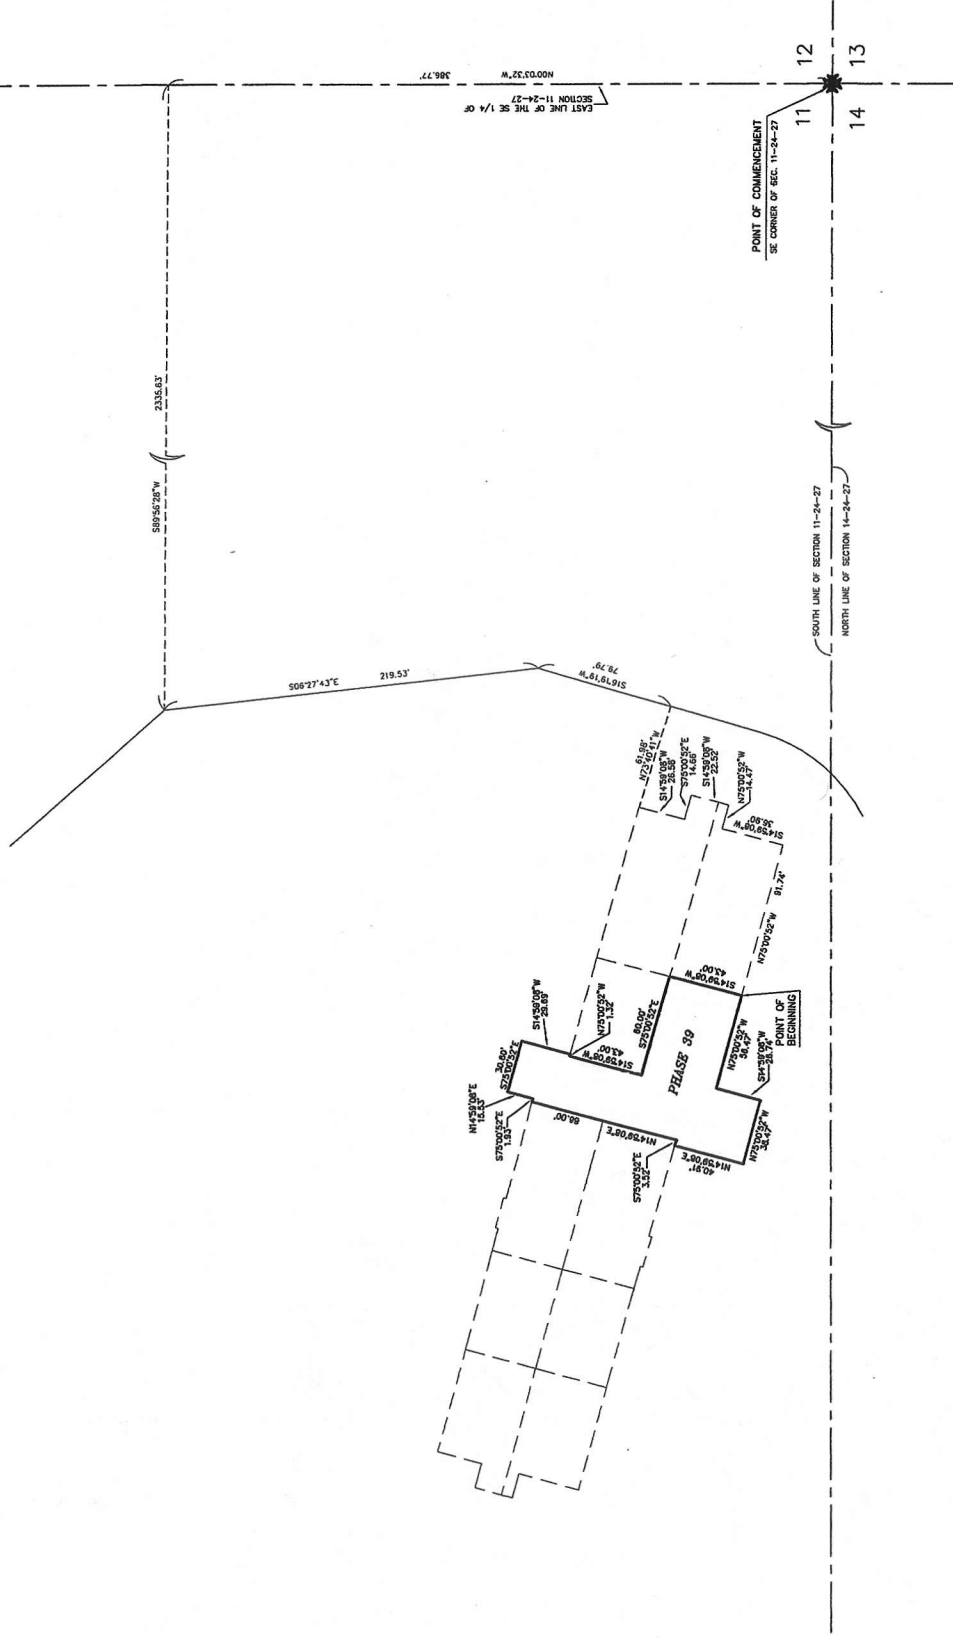 N00°03'32"W
386.77'
EAST LINE OF THE SE 1/4 OF
SECTION 11-24-27
12
13
11
14
POINT OF COMMENCEMENT
SE CORNER OF SEC. 11-24-27
S89°56'28"W
2335.63'
SOUTH LINE OF SECTION 11-24-27
NORTH LINE OF SECTION 14-24-27
S06°27'43"E
219.53'
S16°19'19"W
79.79'
61.98'
N73°40'41"W
S14°59'08"W
26.58'
S75°00'52"E
14.66'
S14°59'08"W
22.52'
N75°00'52"W
14.47'
S14°59'08"W
36.90'
N75°00'52"W
91.74'
POINT OF
BEGINNING
S14°59'08"W
43.00'
N75°00'52"W
56.47'
S14°59'08"W
26.74'
N75°00'52"W
38.47'
N14°59'08"E
40.91'
S75°00'52"E
3.52'
N14°59'08"E
88.00'
S75°00'52"E
1.93'
N14°59'08"E
15.53'
30.60'
S75°00'52"E
S14°59'08"W
29.69'
N75°00'52"W
1.32'
S14°59'08"W
43.00'
60.00'
S75°00'52"E
PHASE 39